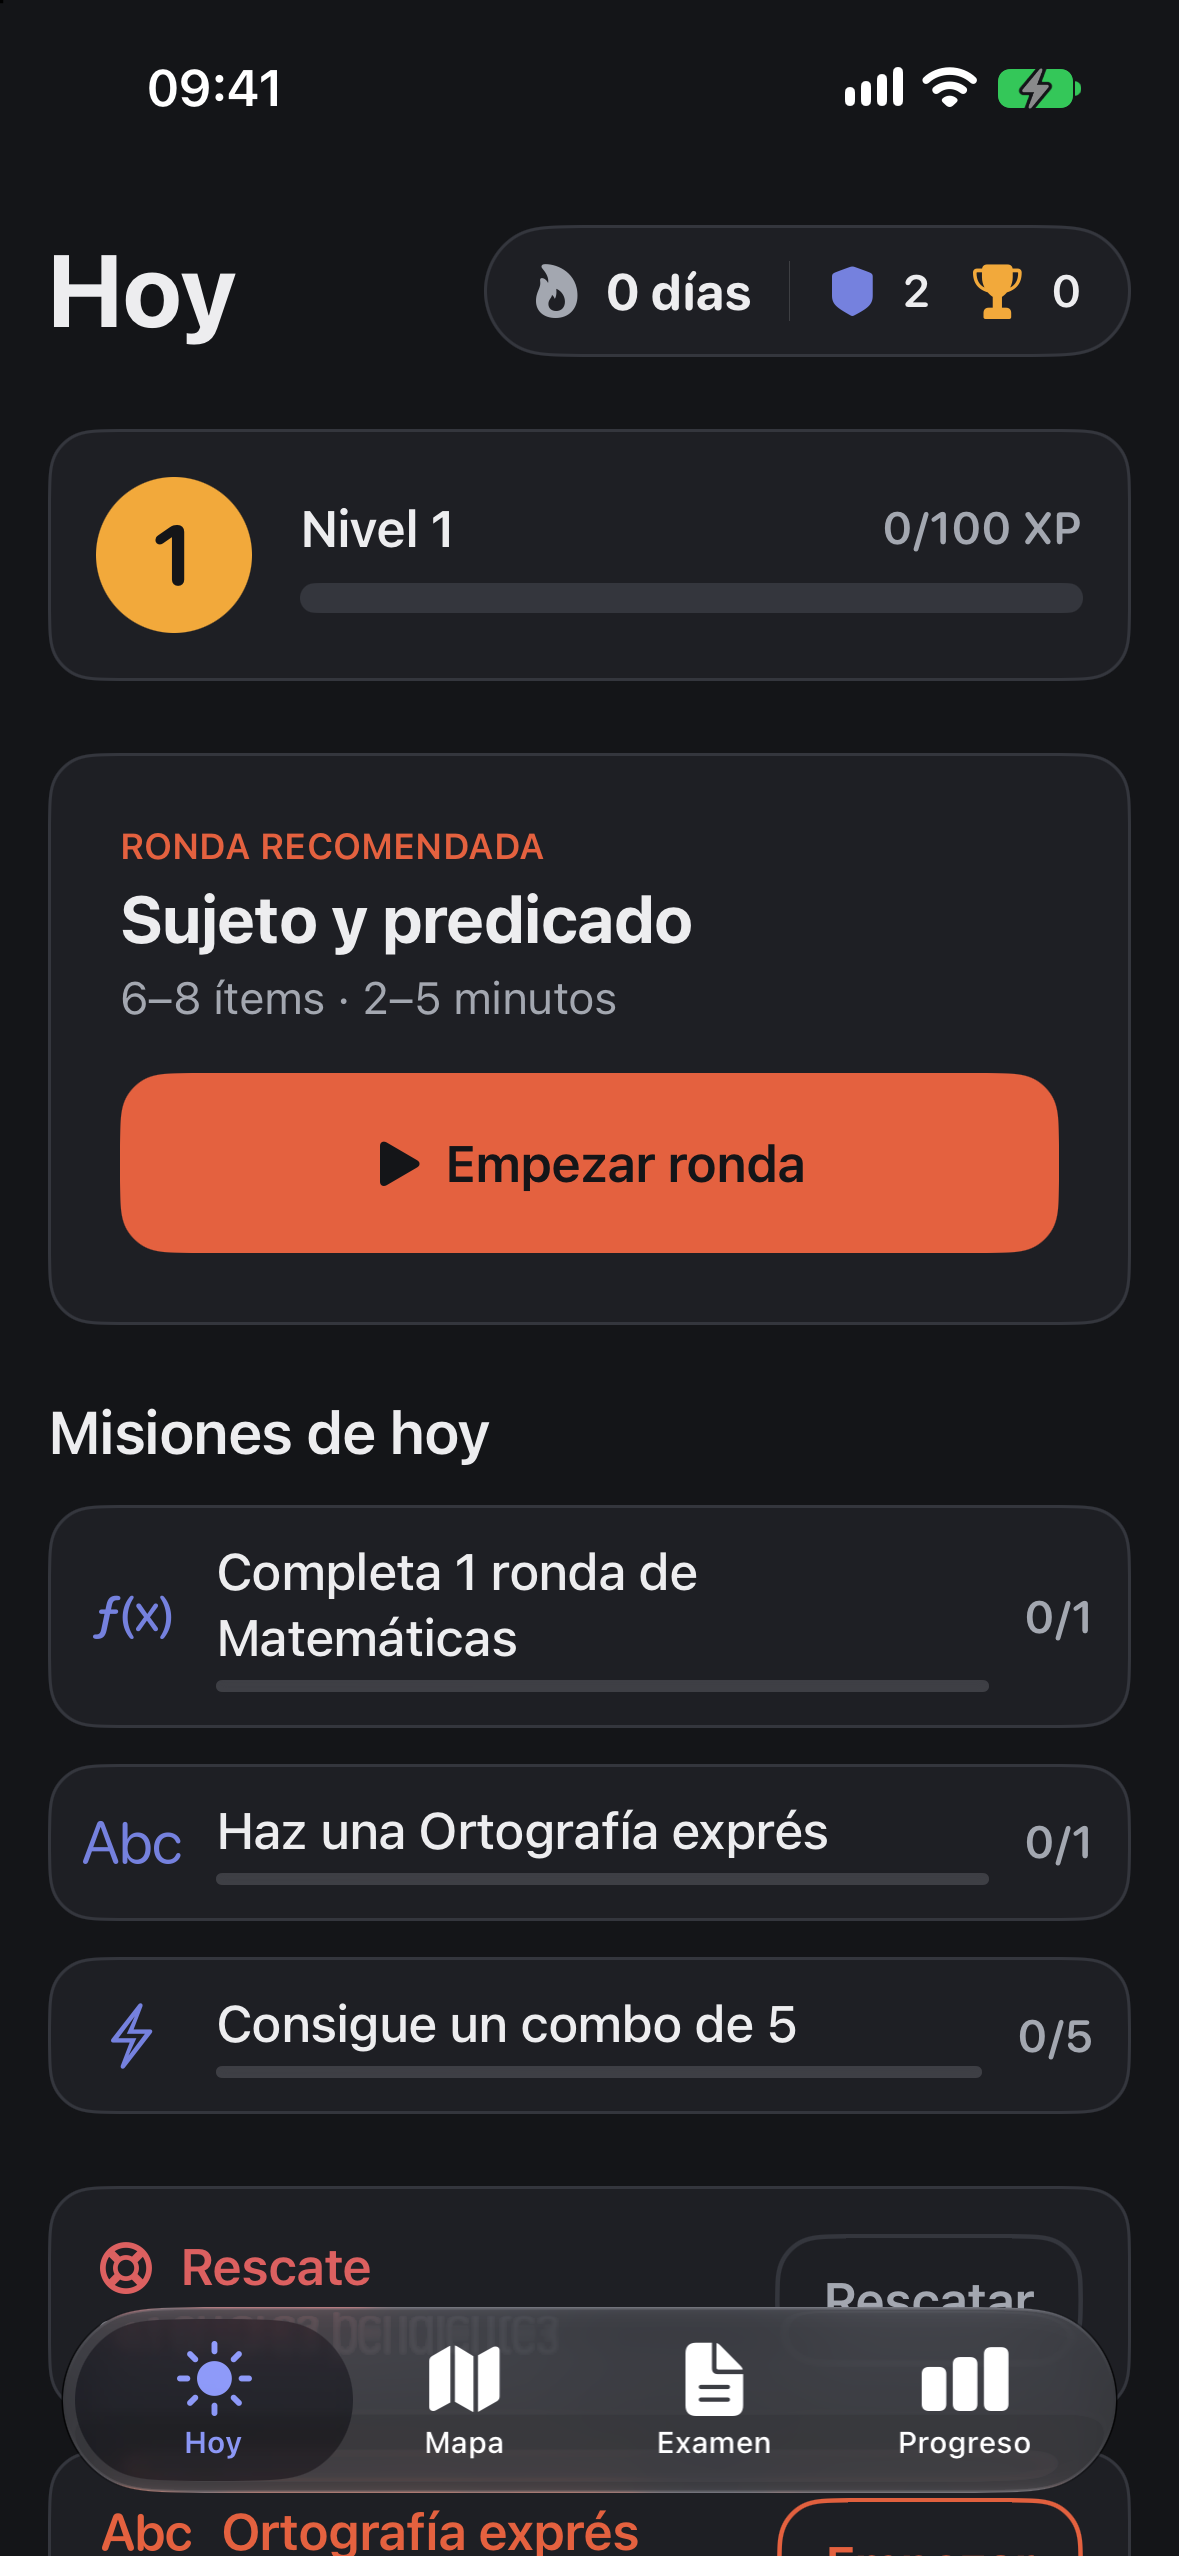 09:41
Hoy
0 días 2 0
1
Nivel 1 0/100 XP
RONDA RECOMENDADA
Sujeto y predicado
6–8 ítems · 2–5 minutos
Empezar ronda
Misiones de hoy
f(x) Completa 1 ronda de
Matemáticas
0/1
Abc Haz una Ortografía exprés 0/1
Consigue un combo de 5 0/5
Rescate Rescatar
Hoy Mapa Examen Progreso
Abc Ortografía exprés